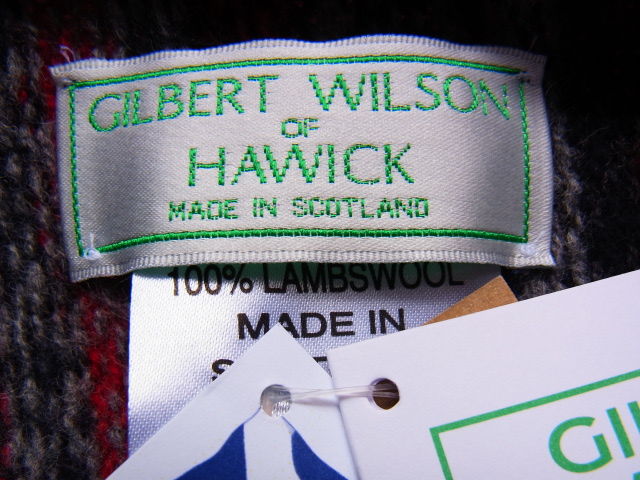 GILBERT WILSON
OF
HAWICK
MADE IN SCOTLAND
100% LAMBSWOOL
MADE IN
GIL